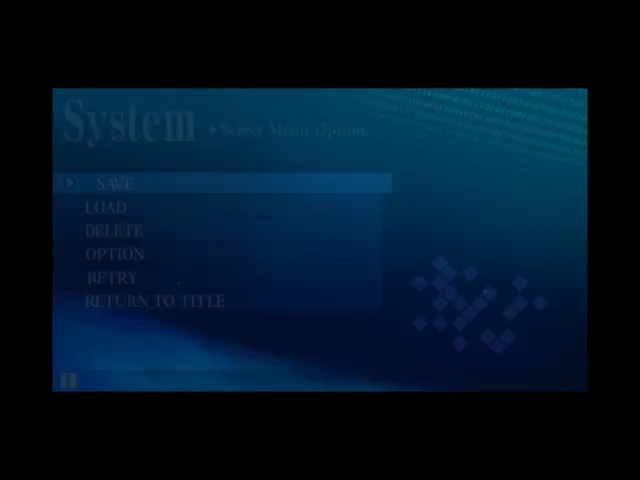 System
Select Menu Option.
SAVE
LOAD
DELETE
OPTION
RETRY
RETURN TO TITLE